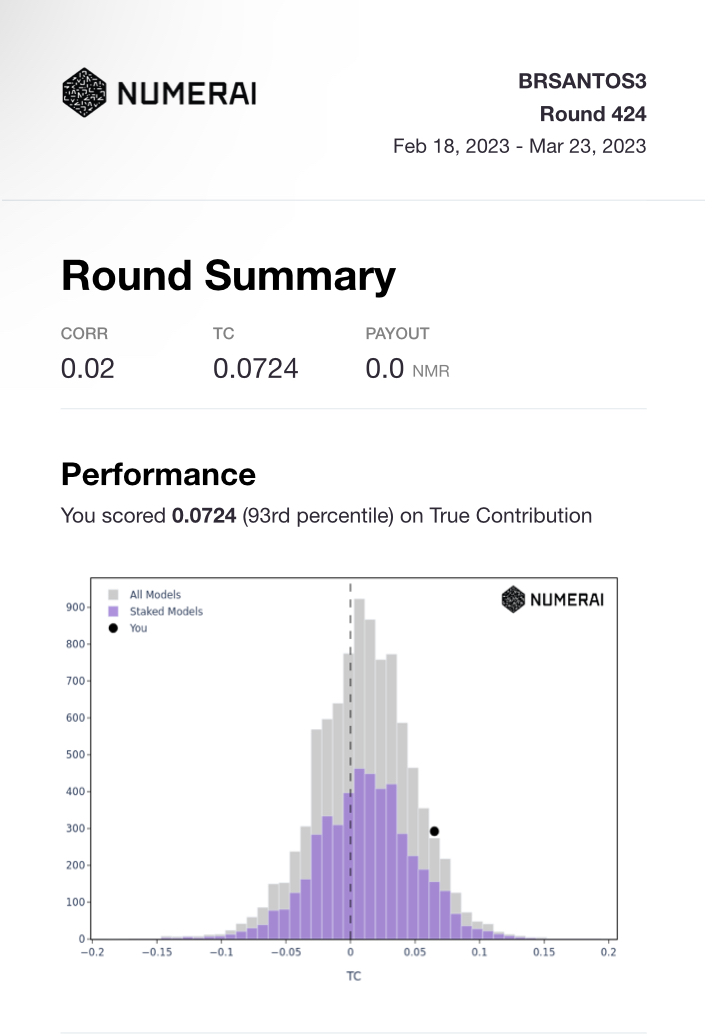 NUMERAI
BRSANTOS3
Round 424
Feb 18, 2023 - Mar 23, 2023
Round Summary
CORR TC PAYOUT
0.02 0.0724 0.0 NMR
Performance
You scored 0.0724 (93rd percentile) on True Contribution
All Models
Staked Models
You
NUMERAI
900
800
700
600
500
400
300
200
100
0
−0.2 −0.15 −0.1 −0.05 0 0.05 0.1 0.15 0.2
TC